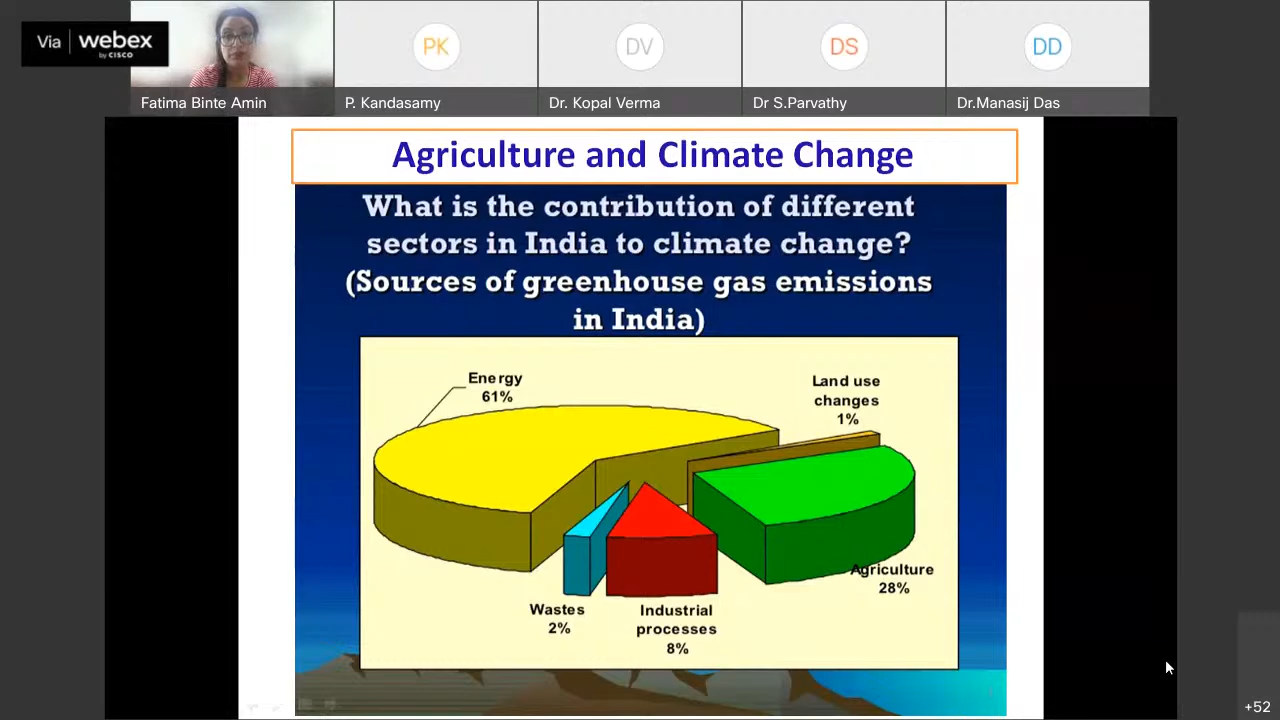 Via webex
by CISCO
PK
DV
DS
DD
Fatima Binte Amin
P. Kandasamy
Dr. Kopal Verma
Dr S.Parvathy
Dr.Manasij Das
Agriculture and Climate Change
What is the contribution of different
sectors in India to climate change?
(Sources of greenhouse gas emissions
in India)
Energy
61%
Land use
changes
1%
Agriculture
28%
Wastes
2%
Industrial
processes
8%
+52